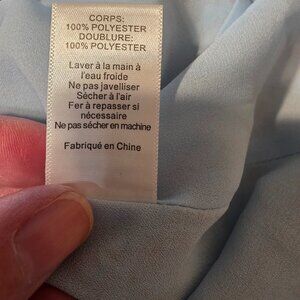 CORPS:
100% POLYESTER
DOUBLURE:
100% POLYESTER
Laver à la main à
l'eau froide
Ne pas javelliser
Sécher à l'air
Fer à repasser si
nécessaire
Ne pas sécher en machine
Fabriqué en Chine